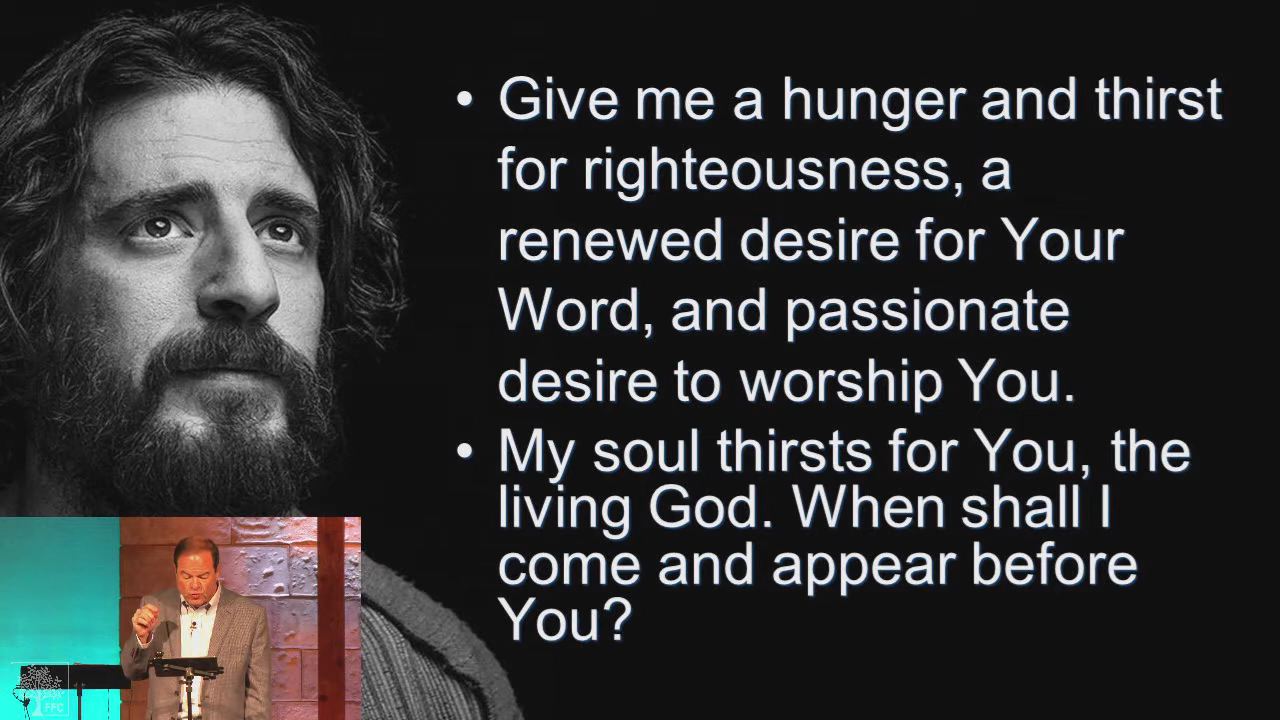 • Give me a hunger and thirst
for righteousness, a
renewed desire for Your
Word, and passionate
desire to worship You.
• My soul thirsts for You, the
living God. When shall I
come and appear before
You?
FPC